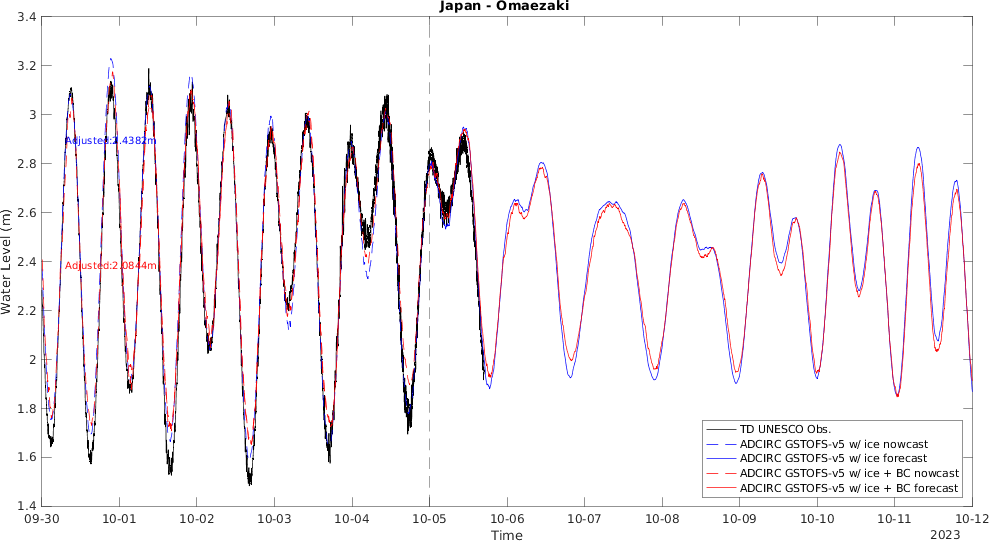 Japan - Omaezaki
3.4
3.2
3
2.8
2.6
2.4
2.2
2
1.8
1.6
1.4
Water Level (m)
Adjusted:2.4382m
Adjusted:2.0844m
TD UNESCO Obs.
ADCIRC GSTOFS-v5 w/ ice nowcast
ADCIRC GSTOFS-v5 w/ ice forecast
ADCIRC GSTOFS-v5 w/ ice + BC nowcast
ADCIRC GSTOFS-v5 w/ ice + BC forecast
09-30 10-01 10-02 10-03 10-04 10-05 10-06 10-07 10-08 10-09 10-10 10-11 10-12
Time
2023